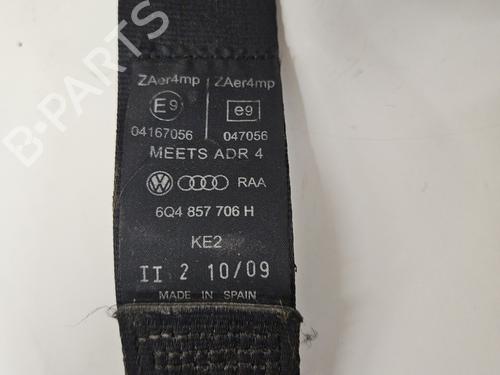 B-PARTS
ZAer4mp ZAer4mp
E9 e9
04167056 047056
MEETS ADR 4
RAA
6Q4 857 706 H
KE2
II 2 10/09
MADE IN SPAIN